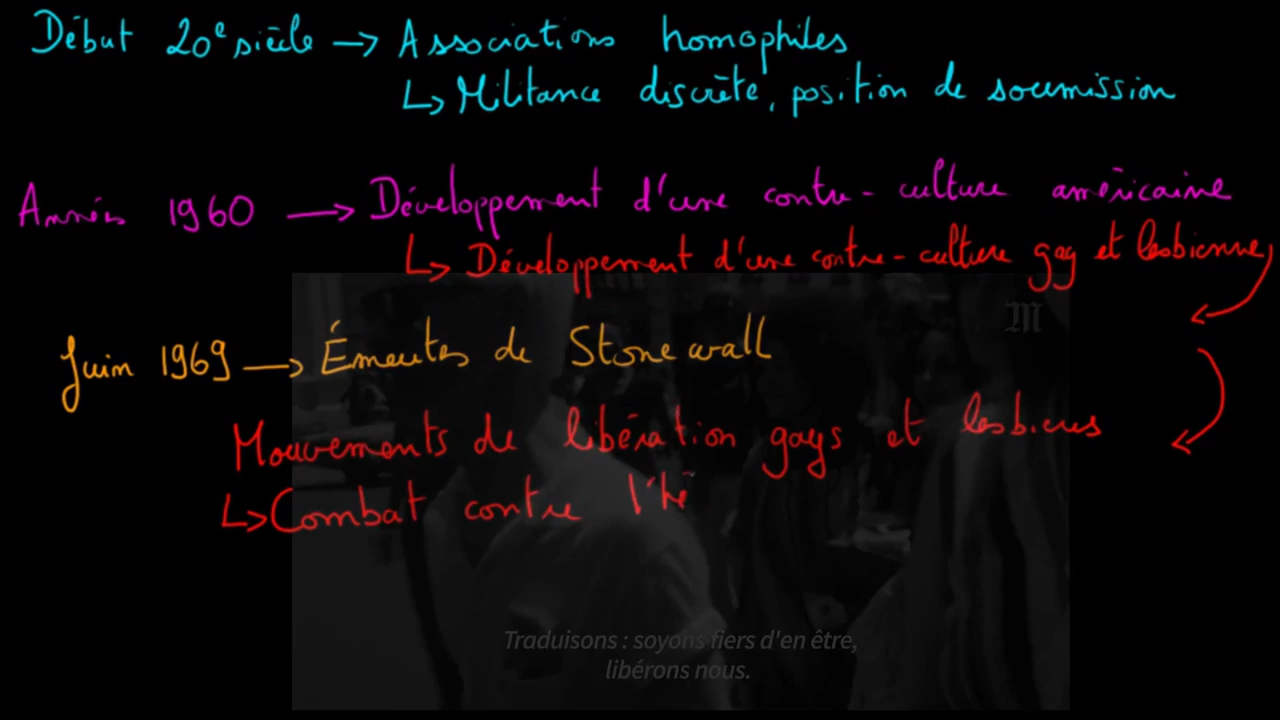 Début 20e siècle → Associations homophiles
↳ Militance discrète, position de soumission
Années 1960 → Développement d'une contre-culture américaine
↳ Développement d'une contre-culture gay et lesbienne,
M
Juin 1969 → Émeutes de Stonewall
Mouvements de libération gays et lesbiens
↳ Combat contre l'hé
Traduisons : soyons fiers d'en être,
libérons nous.